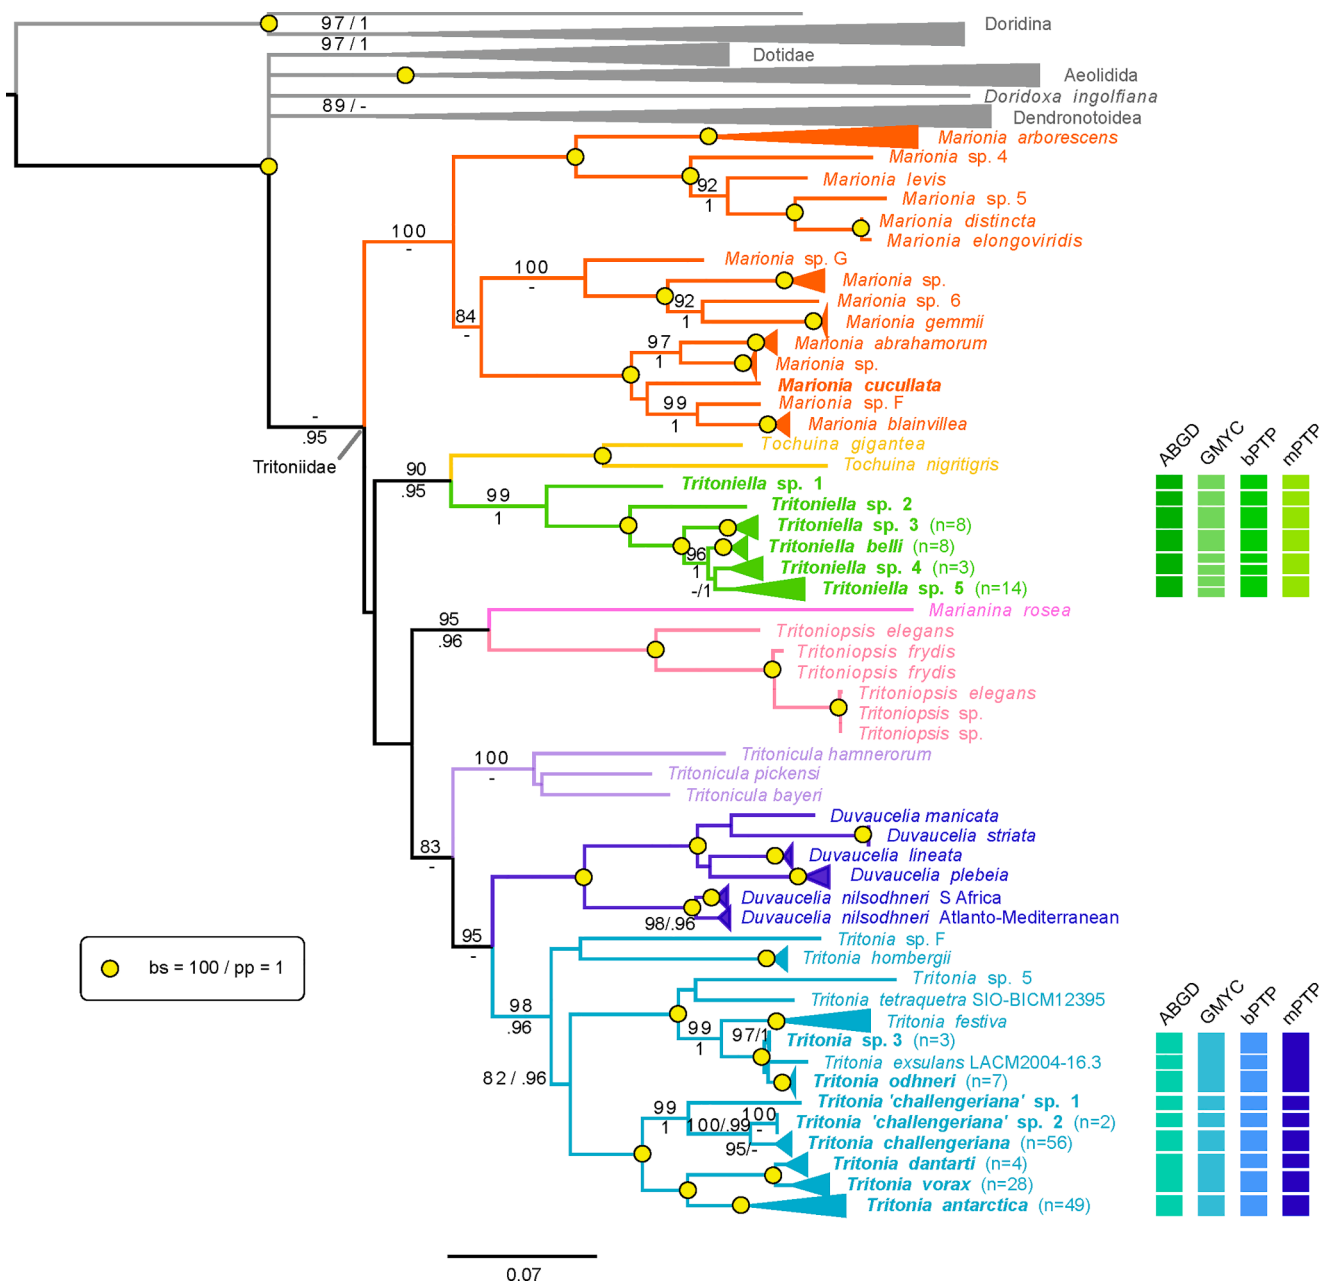 97 / 1
Doridina
97 / 1
Dotidae
Aeolidida
Doridoxa ingolfiana
89 / -
Dendronotoidea
Marionia arborescens
Marionia sp. 4
Marionia levis
92
1
Marionia sp. 5
Marionia distincta
Marionia elongoviridis
100
-
Marionia sp. G
100
-
Marionia sp.
Marionia sp. 6
92
1
Marionia gemmii
84
-
Marionia abrahamorum
97
1
Marionia sp.
Marionia cucullata
Marionia sp. F
99
1
Marionia blainvillea
-
.95
Tritoniidae
Tochuina gigantea
Tochuina nigritigris
90
.95
Tritoniella sp. 1
99
1
Tritoniella sp. 2
Tritoniella sp. 3 (n=8)
Tritoniella belli (n=8)
96
1
Tritoniella sp. 4 (n=3)
-/1
Tritoniella sp. 5 (n=14)
ABGD
GMYC
bPTP
mPTP
Marianina rosea
95
.96
Tritoniopsis elegans
Tritoniopsis frydis
Tritoniopsis frydis
Tritoniopsis elegans
Tritoniopsis sp.
Tritoniopsis sp.
Tritonicula hamnerorum
100
-
Tritonicula pickensi
Tritonicula bayeri
83
-
Duvaucelia manicata
Duvaucelia striata
Duvaucelia lineata
Duvaucelia plebeia
Duvaucelia nilsodhneri S Africa
98/.96
Duvaucelia nilsodhneri Atlanto-Mediterranean
95
-
Tritonia sp. F
Tritonia hombergii
bs = 100 / pp = 1
Tritonia sp. 5
98
.96
Tritonia tetraquetra SIO-BICM12395
Tritonia festiva
99
1
97/1
Tritonia sp. 3 (n=3)
Tritonia exsulans LACM2004-16.3
82 / .96
Tritonia odhneri (n=7)
Tritonia 'challengeriana' sp. 1
99
1
100/.99
100
-
Tritonia 'challengeriana' sp. 2 (n=2)
95/-
Tritonia challengeriana (n=56)
Tritonia dantarti (n=4)
Tritonia vorax (n=28)
Tritonia antarctica (n=49)
ABGD
GMYC
bPTP
mPTP
0.07